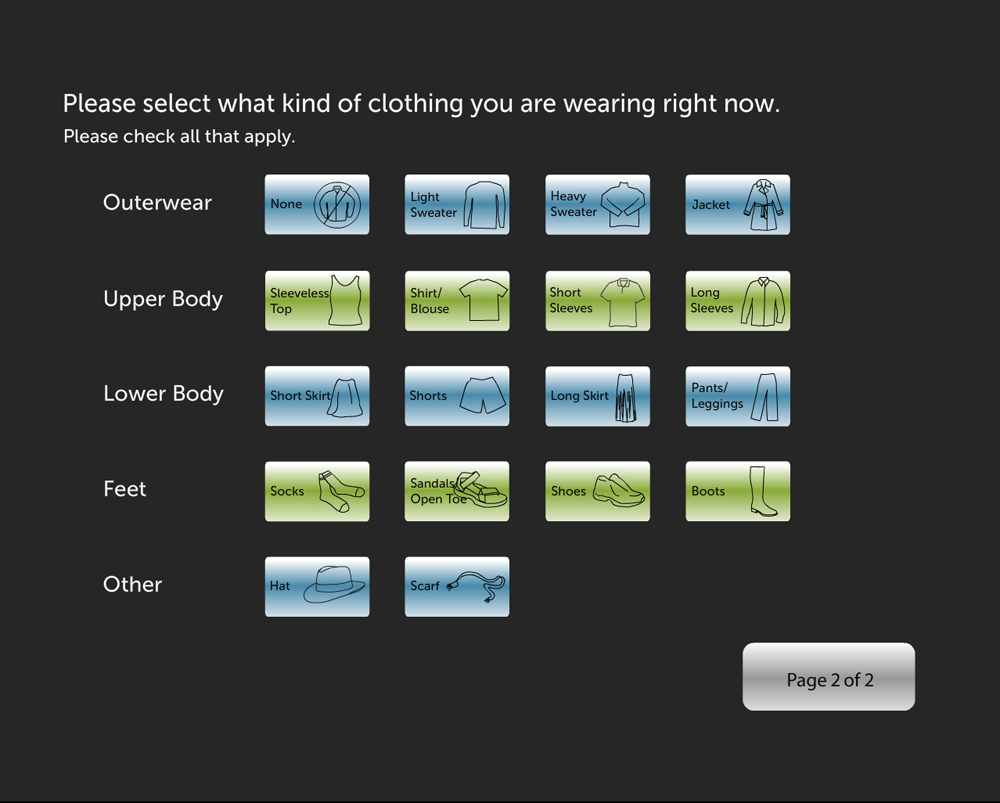 Please select what kind of clothing you are wearing right now.
Please check all that apply.
Outerwear
None
Light
Sweater
Heavy
Sweater
Jacket
Upper Body
Sleeveless
Top
Shirt/
Blouse
Short
Sleeves
Long
Sleeves
Lower Body
Short Skirt
Shorts
Long Skirt
Pants/
Leggings
Feet
Socks
Sandals
Open Toe
Shoes
Boots
Other
Hat
Scarf
Page 2 of 2